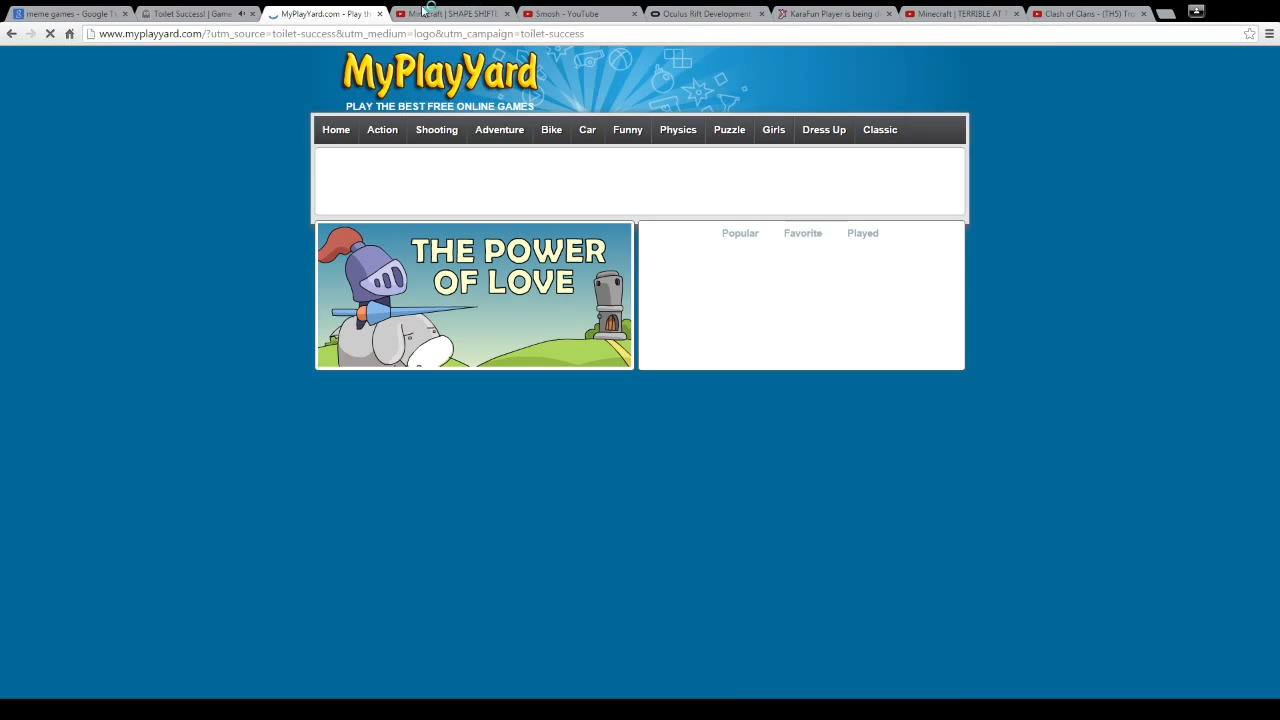 meme games - Google
Toilet Success! | Game
MyPlayYard.com - Play th
Minecraft | SHAPE SHIFTE
Smosh - YouTube
Oculus Rift Development
KaraFun Player is being d
Minecraft | TERRIBLE AT
Clash of Clans - (TH5) Tro
www.myplayyard.com/?utm_source=toilet-success&utm_medium=logo&utm_campaign=toilet-success
MyPlayYard
PLAY THE BEST FREE ONLINE GAMES
Home Action Shooting Adventure Bike Car Funny Physics Puzzle Girls Dress Up Classic
THE POWER
OF LOVE
Popular Favorite Played